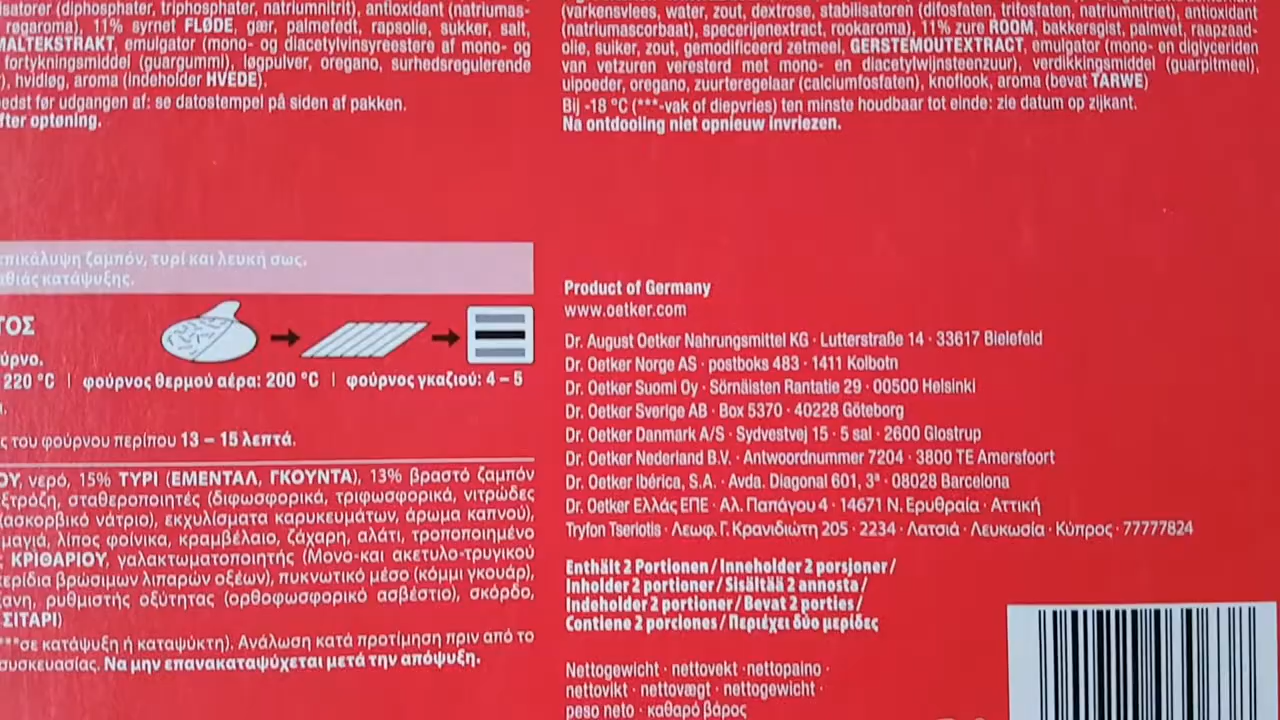 isatorer (diphosphater, triphosphater, natriumnitrit), antioxidant (natriumas-
røgaroma), 11% syrnet FLØDE, gær, palmefedt, rapsolie, sukker, salt,
MALTEKSTRAKT, emulgator (mono- og diacetylvinsyreestere af mono- og
fortykningsmiddel (guargummi), løgpulver, oregano, surhedsregulerende
), hvidløg, aroma (indeholder HVEDE).
edst før udgangen af: se datostempel på siden af pakken.
fter optøning.
(varkensvlees, water, zout, dextrose, stabilisatoren (difosfaten, trifosfaten, natriumnitriet), antioxidant
(natriumascorbaat), specerijenextract, rookaroma), 11% zure ROOM, bakkersgist, palmvet, raapzaad-
olie, suiker, zout, gemodificeerd zetmeel, GERSTEMOUTEXTRACT, emulgator (mono- en diglyceriden
van vetzuren veresterd met mono- en diacetylwijnsteenzuur), verdikkingsmiddel (guarpitmeel),
uipoeder, oregano, zuurteregelaar (calciumfosfaten), knoflook, aroma (bevat TARWE)
Bij -18 °C (***-vak of diepvries) ten minste houdbaar tot einde: zie datum op zijkant.
Na ontdooiing niet opnieuw invriezen.
επικάλυψη ζαμπόν, τυρί και λευκή σως.
αθιάς κατάψυξης.
ΤΟΣ
ύρνο.
220 °C | φούρνος θερμού αέρα: 200 °C | φούρνος γκαζιού: 4 – 5
ς του φούρνου περίπου 13 – 15 λεπτά.
ΟΥ, νερό, 15% ΤΥΡΙ (ΕΜΕΝΤΑΛ, ΓΚΟΥΝΤΑ), 13% βραστό ζαμπόν
ξτρόζη, σταθεροποιητές (διφωσφορικά, τριφωσφορικά, νιτρώδες
(ασκορβικό νάτριο), εκχυλίσματα καρυκευμάτων, άρωμα καπνού),
μαγιά, λίπος φοίνικα, κραμβέλαιο, ζάχαρη, αλάτι, τροποποιημένο
ΚΡΙΘΑΡΙΟΥ, γαλακτωματοποιητής (Μονο-και ακετυλο-τρυγικού
ερίδια βρώσιμων λιπαρών οξέων), πυκνωτικό μέσο (κόμμι γκουάρ),
ανη, ρυθμιστής οξύτητας (ορθοφωσφορικό ασβέστιο), σκόρδο,
ΣΙΤΑΡΙ)
***σε κατάψυξη ή καταψύκτη). Ανάλωση κατά προτίμηση πριν από το
συσκευασίας. Να μην επανακαταψύχεται μετά την απόψυξη.
Product of Germany
www.oetker.com
Dr. August Oetker Nahrungsmittel KG · Lutterstraße 14 · 33617 Bielefeld
Dr. Oetker Norge AS · postboks 483 · 1411 Kolbotn
Dr. Oetker Suomi Oy · Sörnäisten Rantatie 29 · 00500 Helsinki
Dr. Oetker Sverige AB · Box 5370 · 40228 Göteborg
Dr. Oetker Danmark A/S · Sydvestvej 15 · 5 sal · 2600 Glostrup
Dr. Oetker Nederland B.V. · Antwoordnummer 7204 · 3800 TE Amersfoort
Dr. Oetker Ibérica, S.A. · Avda. Diagonal 601, 3ª · 08028 Barcelona
Dr. Oetker Ελλάς ΕΠΕ · Αλ. Παπάγου 4 · 14671 Ν. Ερυθραία · Αττική
Tryfon Tseriotis · Λεωφ. Γ. Κρανιδιώτη 205 · 2234 · Λατσιά · Λευκωσία · Κύπρος · 77777824
Enthält 2 Portionen / Inneholder 2 porsjoner /
Inholder 2 portioner / Sisältää 2 annosta /
Indeholder 2 portioner / Bevat 2 porties /
Contiene 2 porciones / Περιέχει δύο μερίδες
Nettogewicht · nettovekt · nettopaino ·
nettovikt · nettovægt · nettogewicht ·
peso neto · καθαρό βάρος